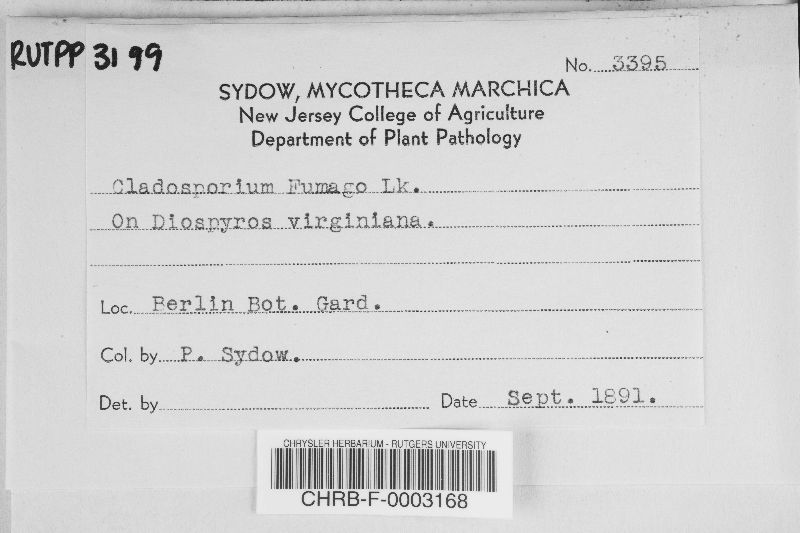 RUTPP 3199
No. 3395
SYDOW, MYCOTHECA MARCHICA
New Jersey College of Agriculture
Department of Plant Pathology
Cladosporium Fumago Lk.
On Diospyros virginiana.
Loc. Berlin Bot. Gard.
Col. by P. Sydow.
Det. by Date Sept. 1891.
CHRYSLER HERBARIUM - RUTGERS UNIVERSITY
CHRB-F-0003168